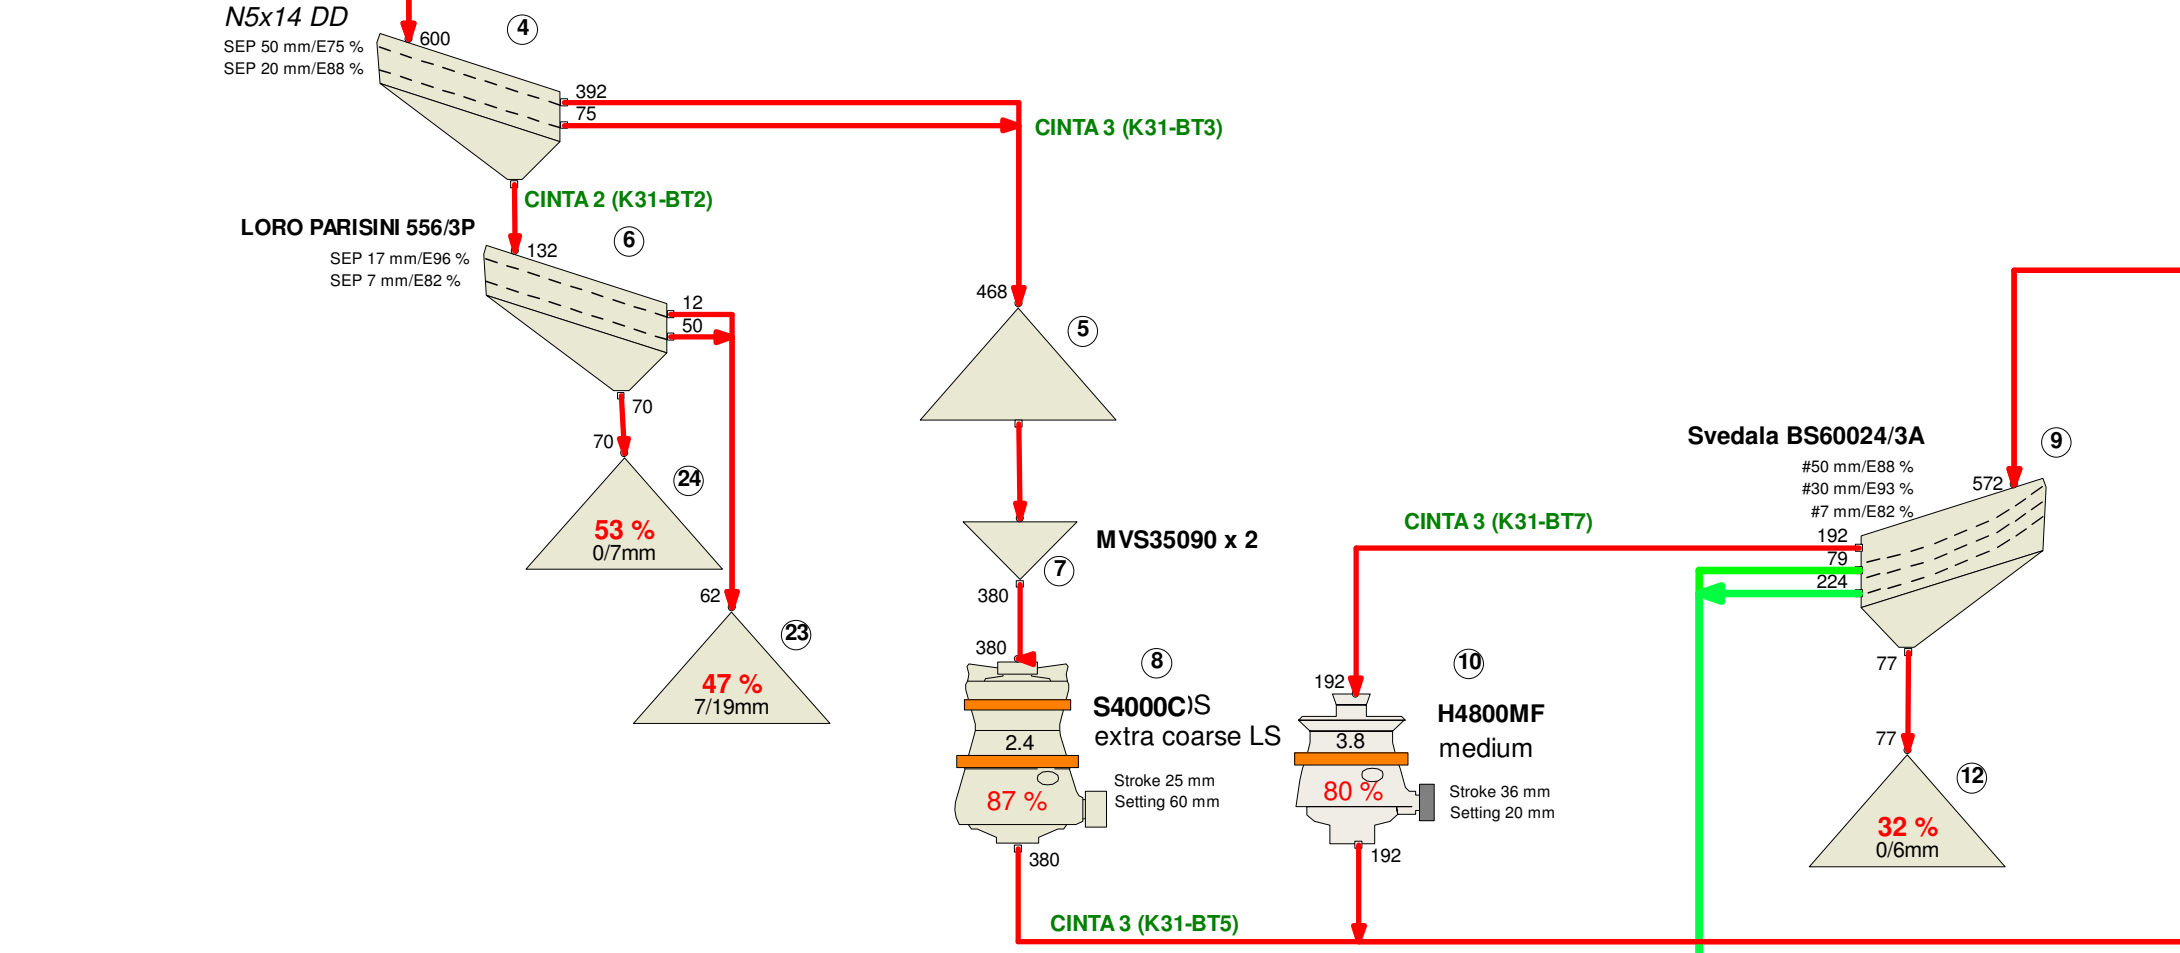 N5x14 DD
SEP 50 mm/E75 %
SEP 20 mm/E88 %
4
600
392
75
CINTA 3 (K31-BT3)
CINTA 2 (K31-BT2)
LORO PARISINI 556/3P
SEP 17 mm/E96 %
SEP 7 mm/E82 %
6
132
12
50
70
70
24
53 %
0/7mm
62
23
47 %
7/19mm
468
5
MVS35090 x 2
7
380
380
8
S4000C
extra coarse LS
2.4
87 %
Stroke 25 mm
Setting 60 mm
380
CINTA 3 (K31-BT5)
CINTA 3 (K31-BT7)
192
10
H4800MF
medium
3.8
80 %
Stroke 36 mm
Setting 20 mm
192
Svedala BS60024/3A
#50 mm/E88 %
#30 mm/E93 %
#7 mm/E82 %
9
572
192
79
224
77
77
12
32 %
0/6mm